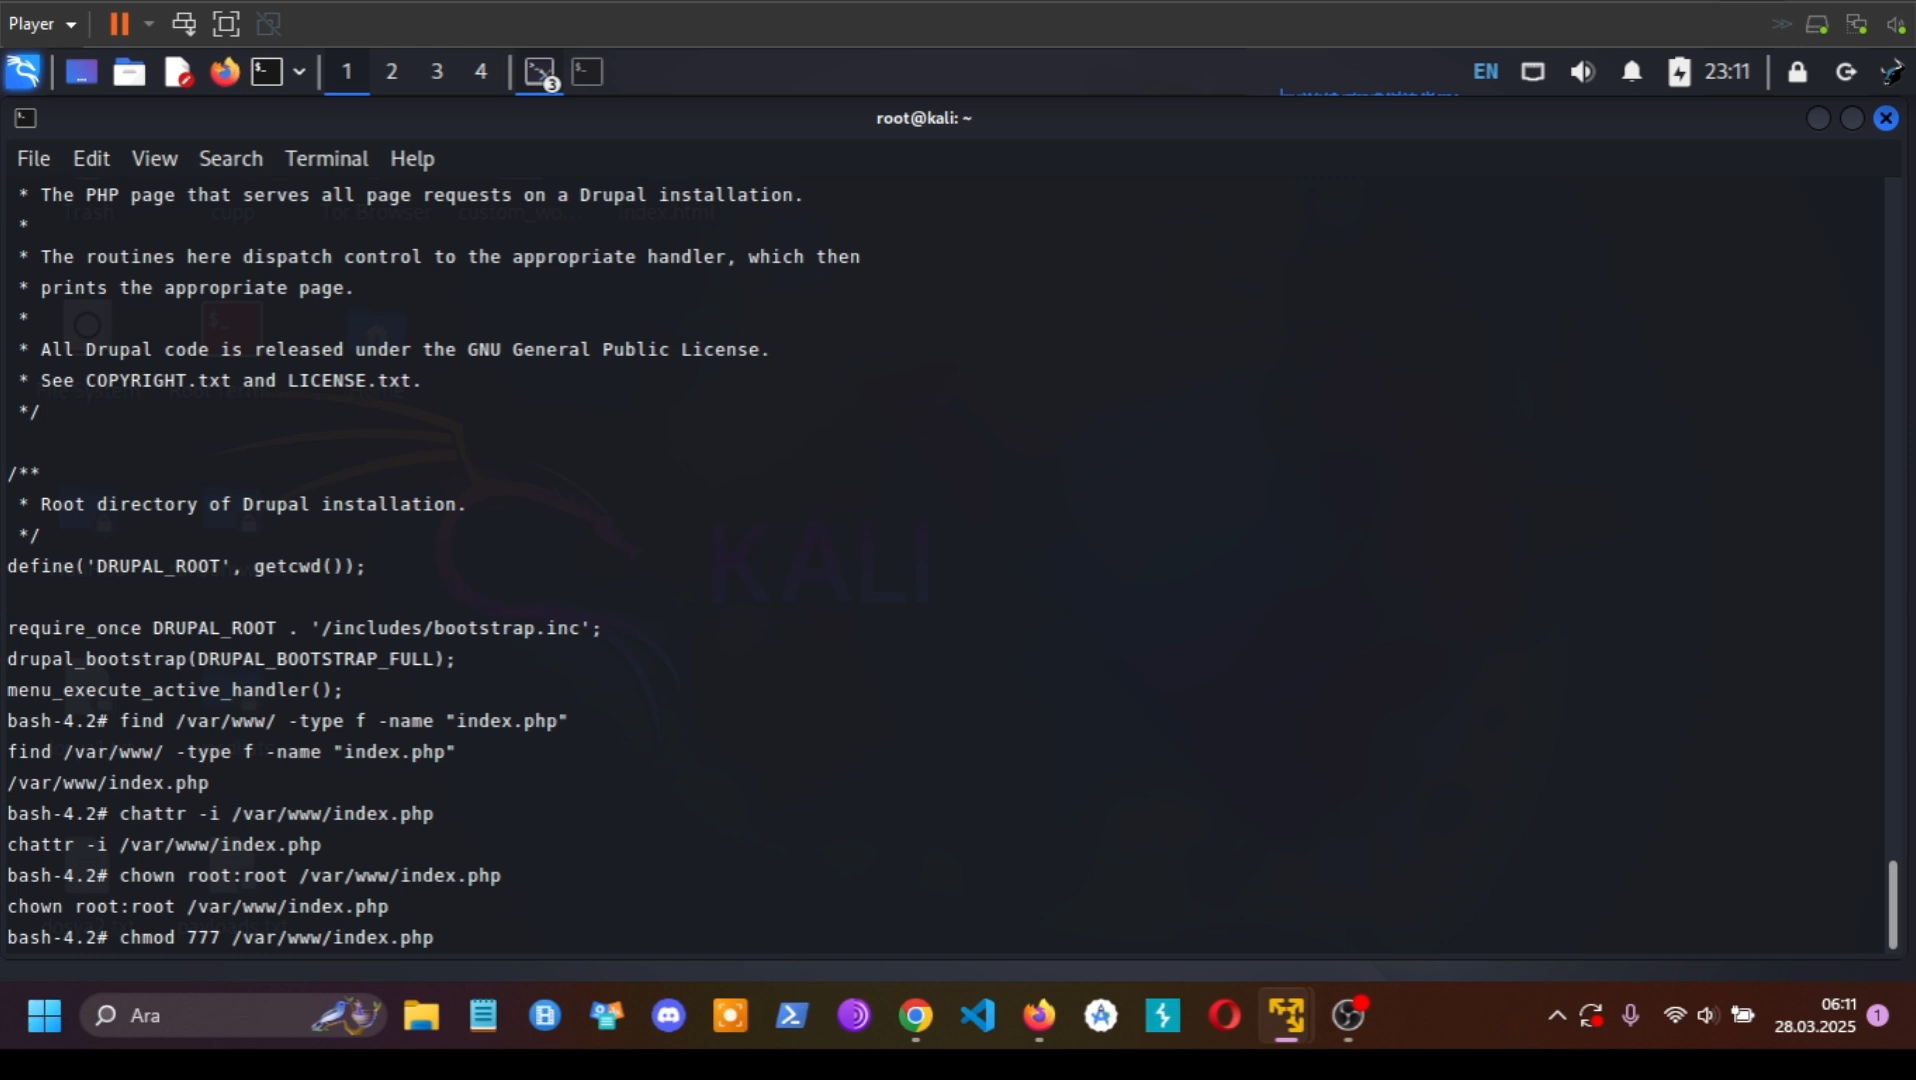 Player
1 2 3 4
3
EN
23:11
root@kali: ~
File Edit View Search Terminal Help
* The PHP page that serves all page requests on a Drupal installation.
*
* The routines here dispatch control to the appropriate handler, which then
* prints the appropriate page.
*
* All Drupal code is released under the GNU General Public License.
* See COPYRIGHT.txt and LICENSE.txt.
*/
/**
* Root directory of Drupal installation.
*/
define('DRUPAL_ROOT', getcwd());
KALI
require_once DRUPAL_ROOT . '/includes/bootstrap.inc';
drupal_bootstrap(DRUPAL_BOOTSTRAP_FULL);
menu_execute_active_handler();
bash-4.2# find /var/www/ -type f -name "index.php"
find /var/www/ -type f -name "index.php"
/var/www/index.php
bash-4.2# chattr -i /var/www/index.php
chattr -i /var/www/index.php
bash-4.2# chown root:root /var/www/index.php
chown root:root /var/www/index.php
bash-4.2# chmod 777 /var/www/index.php
Ara
06:11
28.03.2025
1